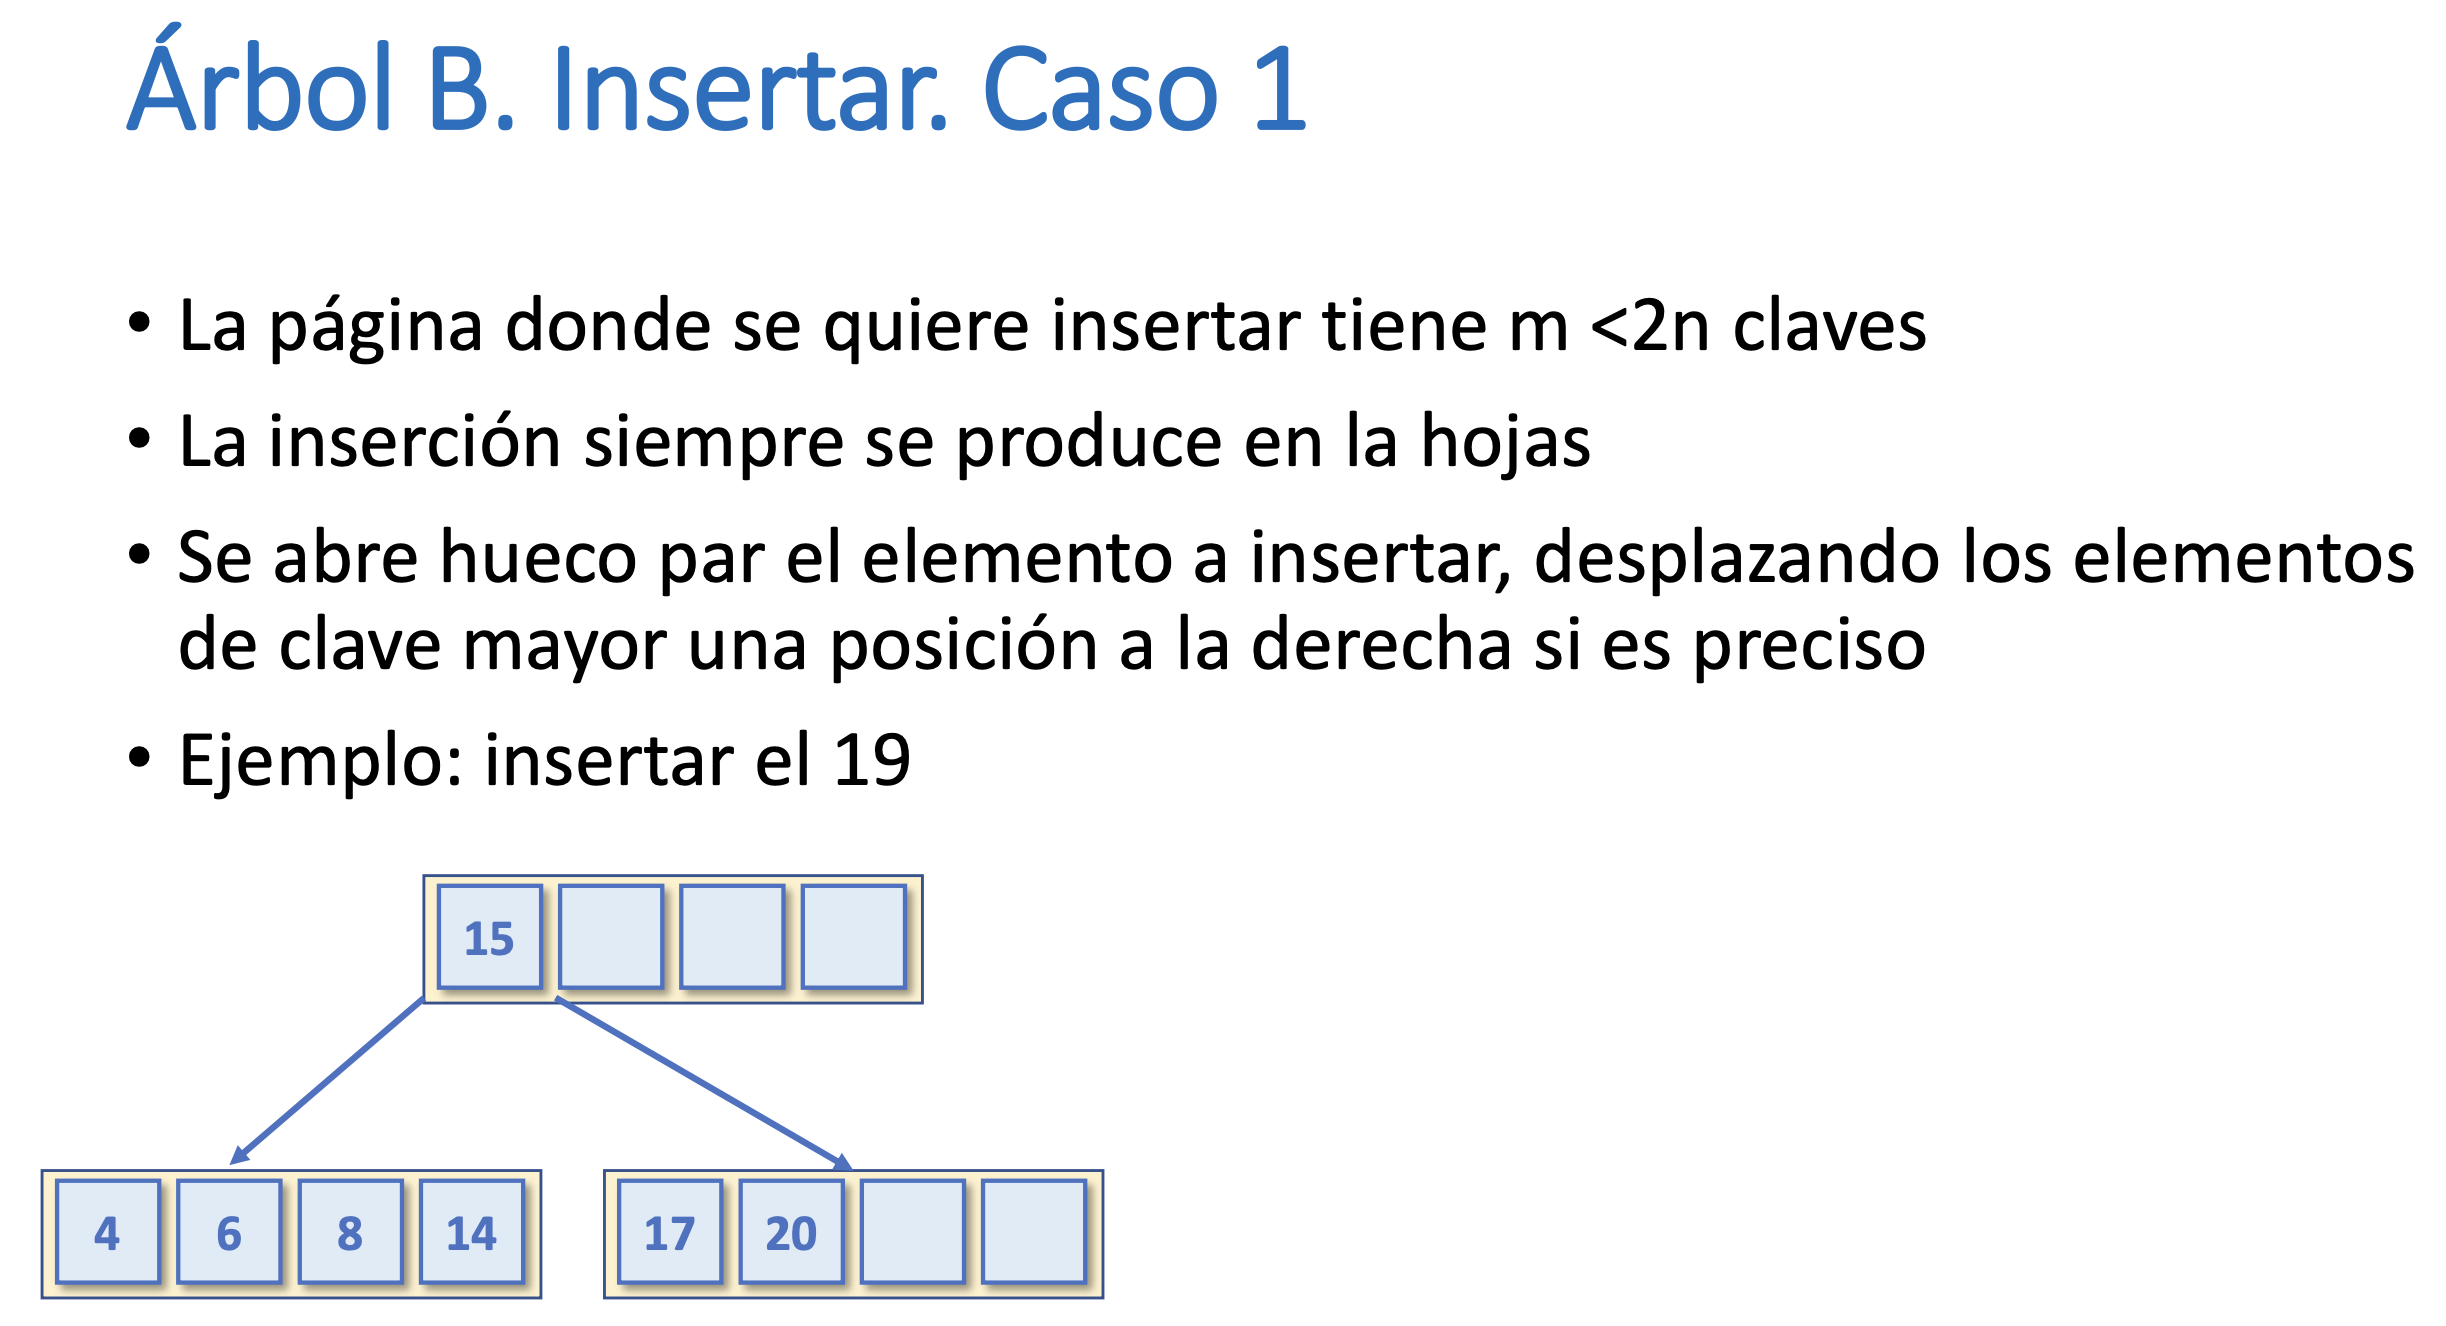 Árbol B. Insertar. Caso 1
• La página donde se quiere insertar tiene m <2n claves
• La inserción siempre se produce en la hojas
• Se abre hueco par el elemento a insertar, desplazando los elementos
de clave mayor una posición a la derecha si es preciso
• Ejemplo: insertar el 19
15
4 6 8 14 17 20